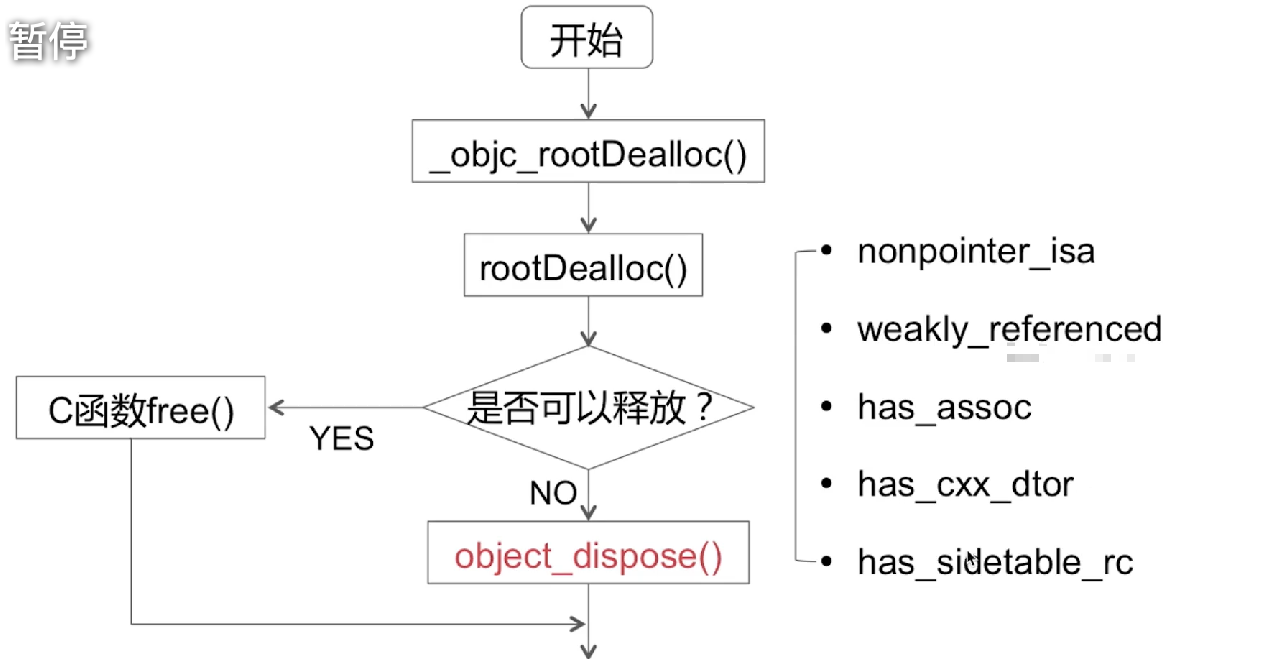 暂停
开始
_objc_rootDealloc()
rootDealloc()
是否可以释放？
YES
C函数free()
NO
object_dispose()
• nonpointer_isa
• weakly_referenced
• has_assoc
• has_cxx_dtor
• has_sidetable_rc